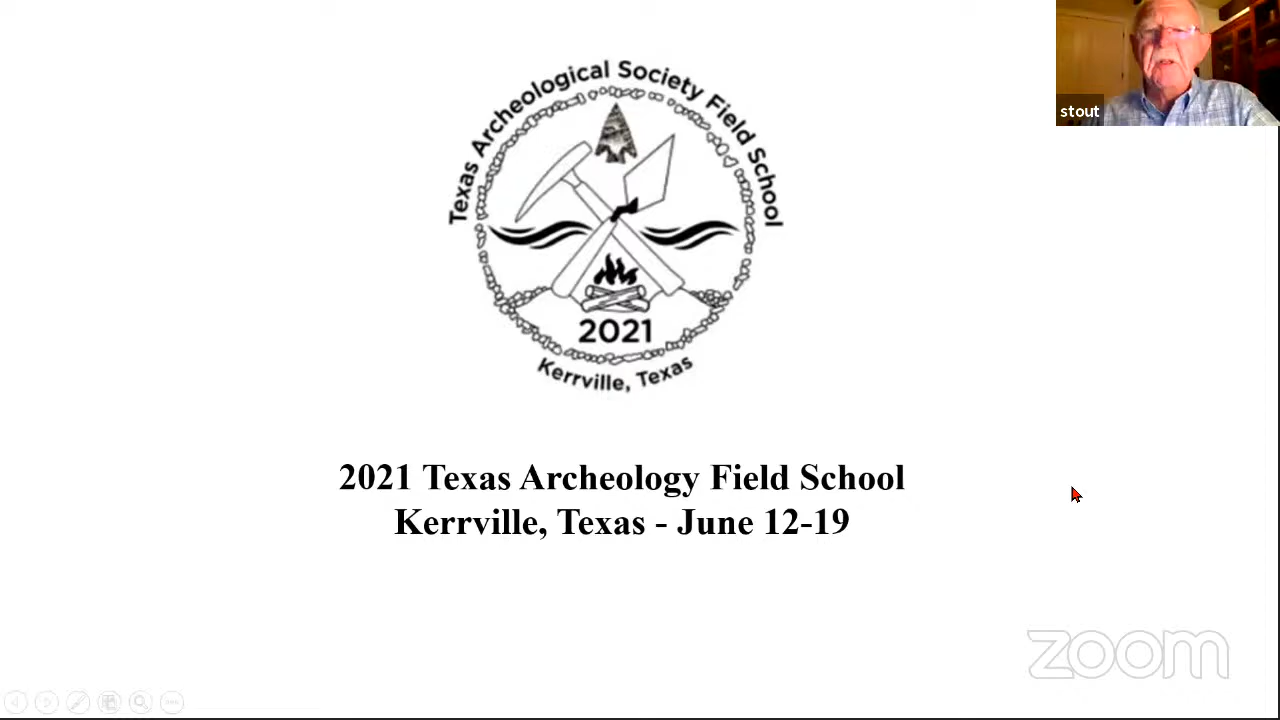 Texas Archeological Society Field School
2021
Kerrville, Texas
2021 Texas Archeology Field School
Kerrville, Texas - June 12-19
stout
zoom